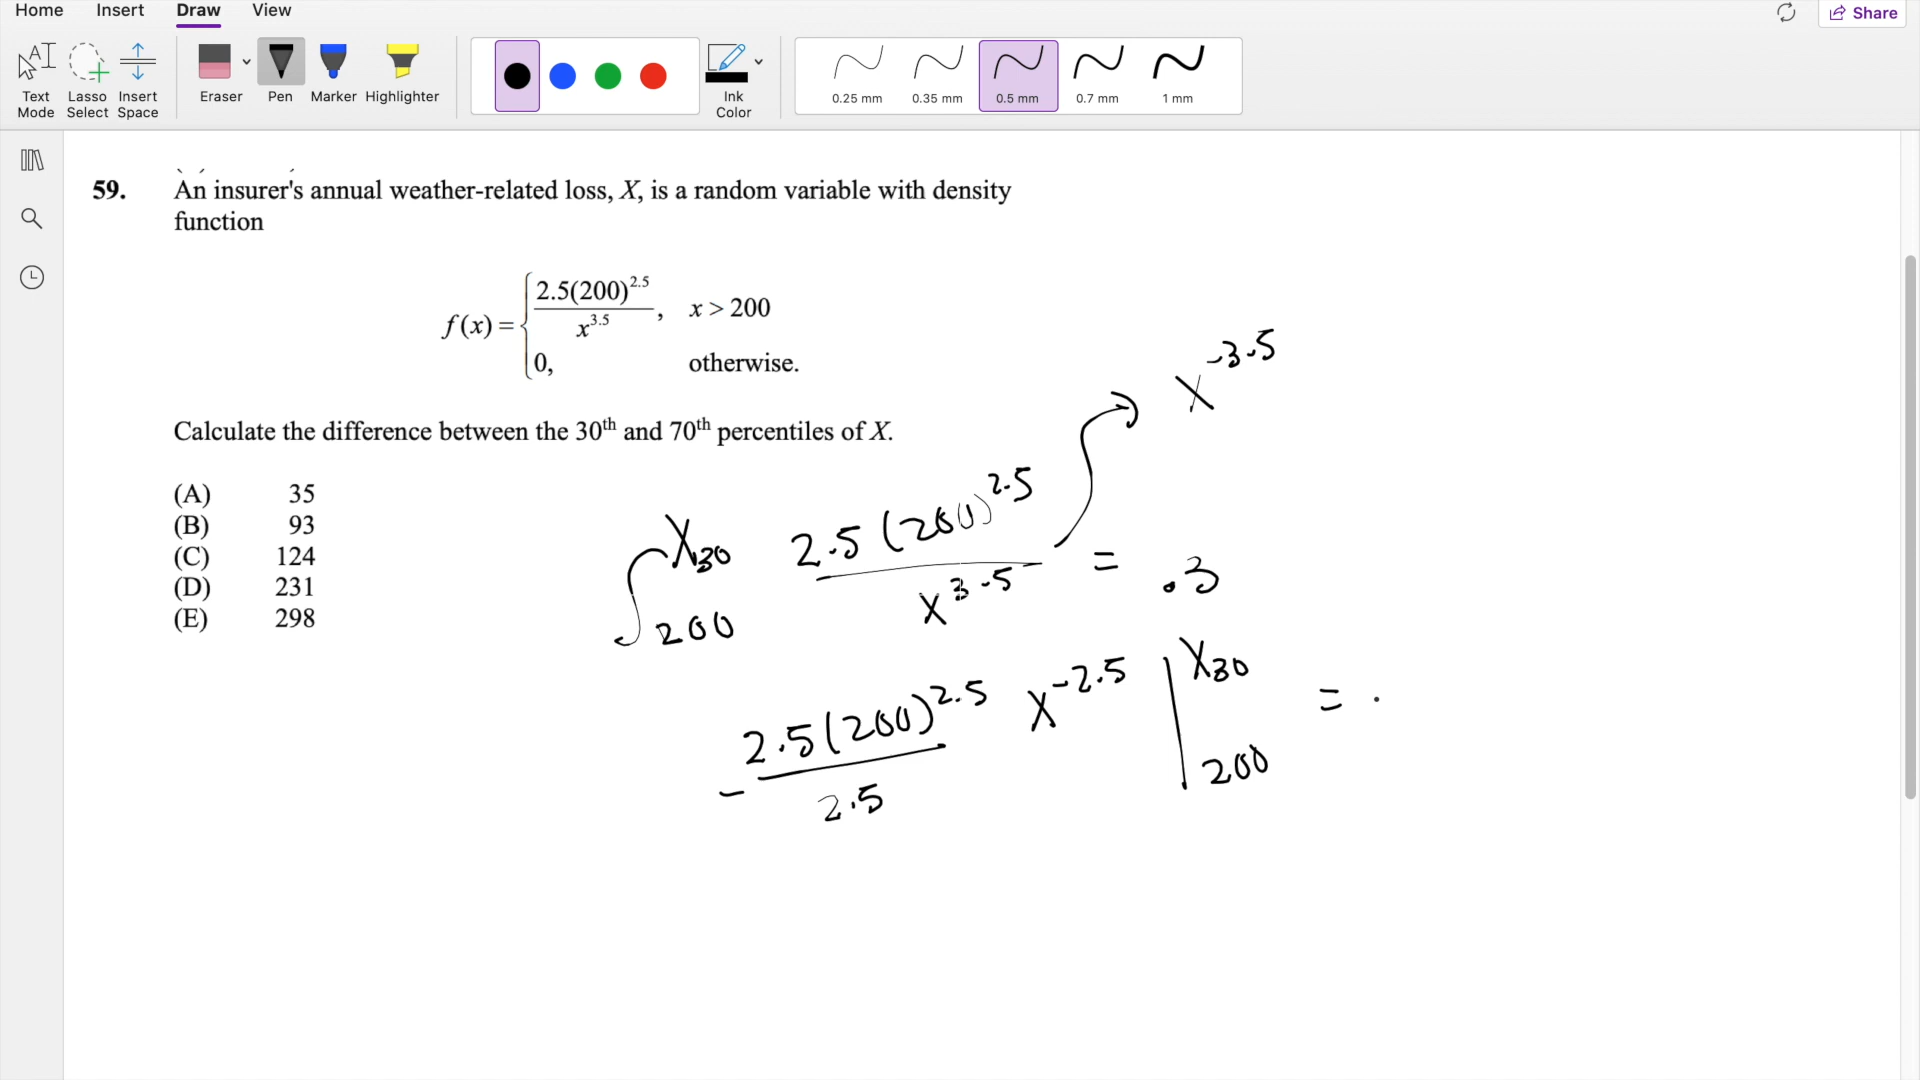 Home Insert Draw View Share
Text Mode Lasso Select Insert Space Eraser Pen Marker Highlighter Ink Color 0.25 mm 0.35 mm 0.5 mm 0.7 mm 1 mm
59. An insurer's annual weather-related loss, X, is a random variable with density
function
f(x) = { 2.5(200)^2.5 / x^3.5, x > 200
0, otherwise.
x^-3.5
Calculate the difference between the 30th and 70th percentiles of X.
(A) 35
(B) 93
(C) 124
(D) 231
(E) 298
∫ 200 X30 2.5(200)^2.5 / x^3.5 = .3
- 2.5(200)^2.5 / 2.5 x^-2.5 | X30 200 = .